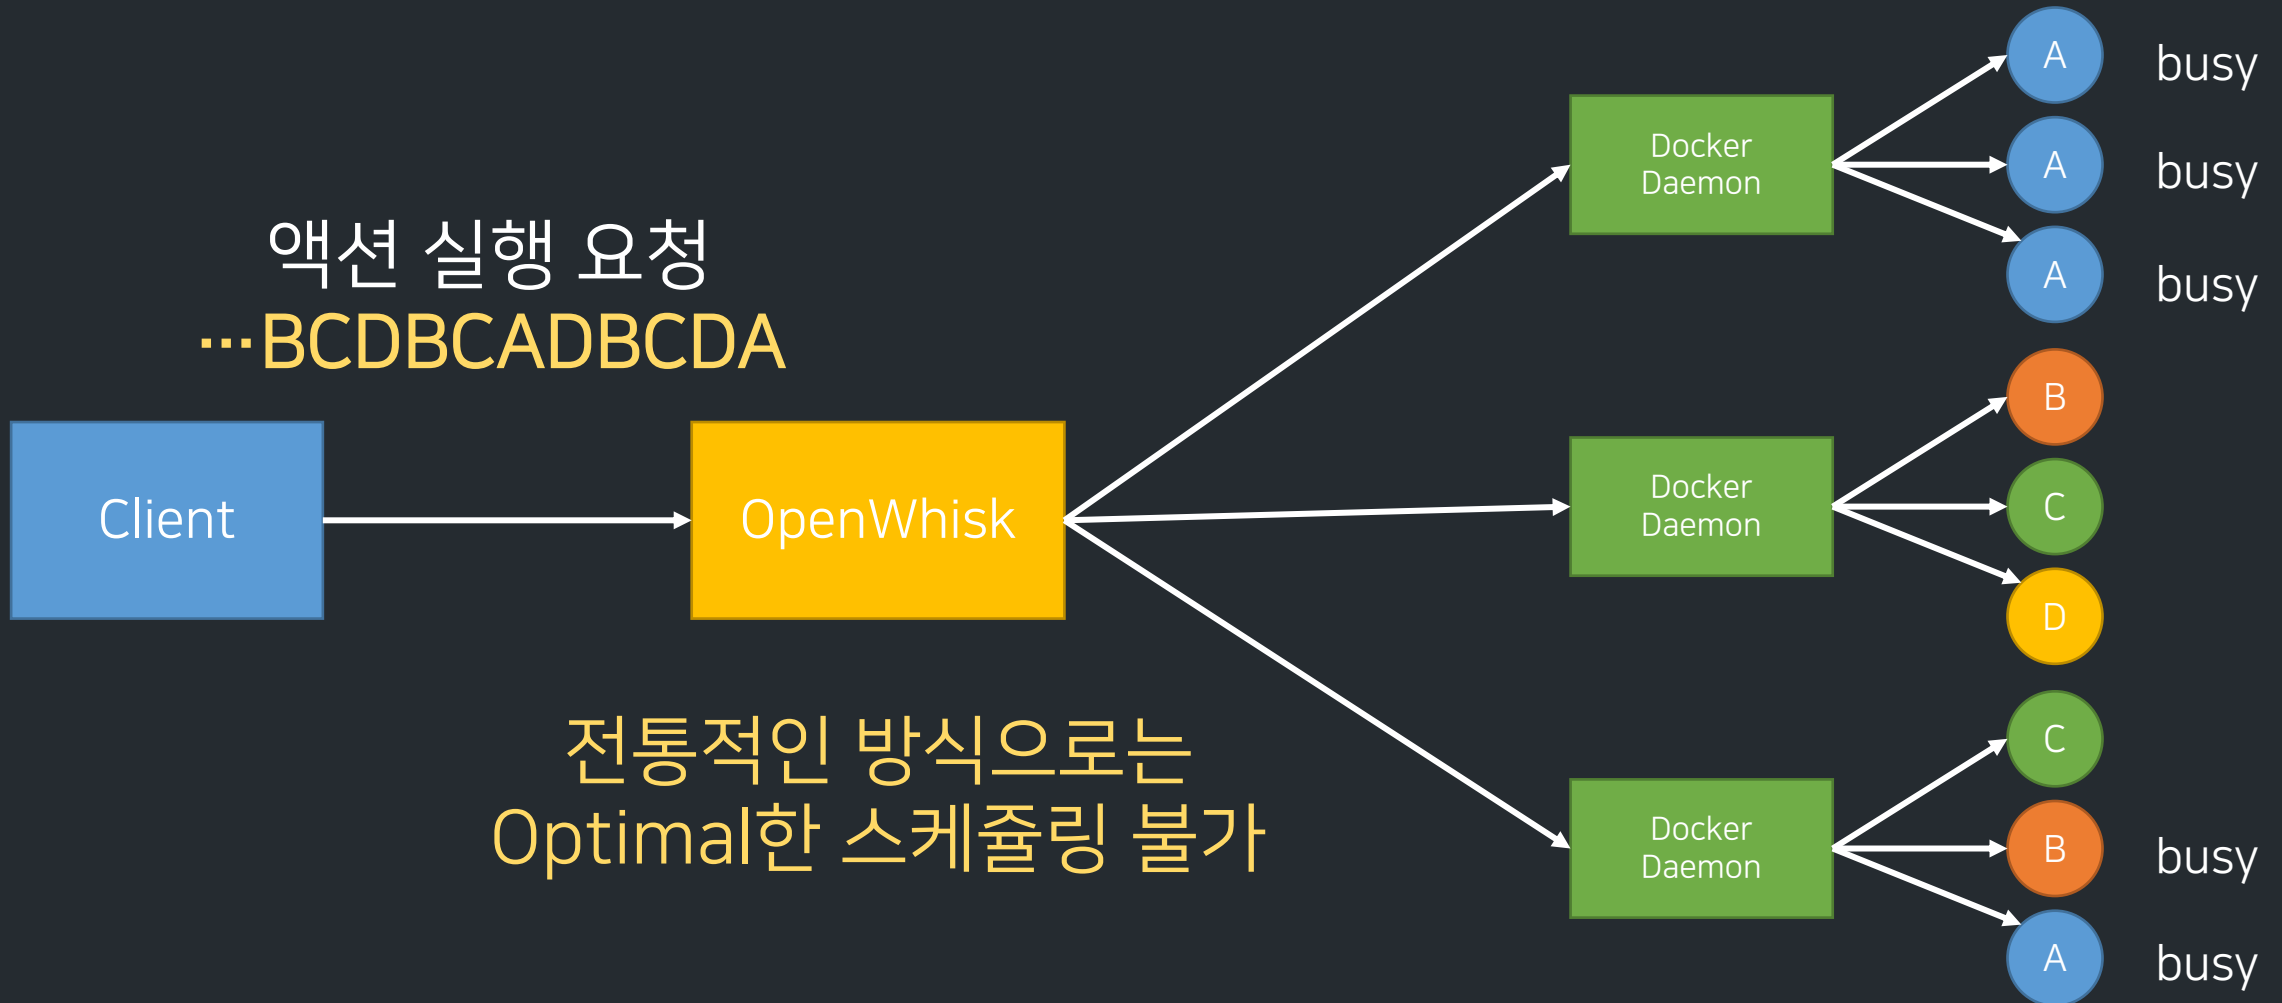 액션 실행 요청
…BCDBCADBCDA
Client
OpenWhisk
전통적인 방식으로는
Optimal한 스케쥴링 불가
Docker
Daemon
A
busy
A
busy
A
busy
Docker
Daemon
B
C
D
Docker
Daemon
C
B
busy
A
busy